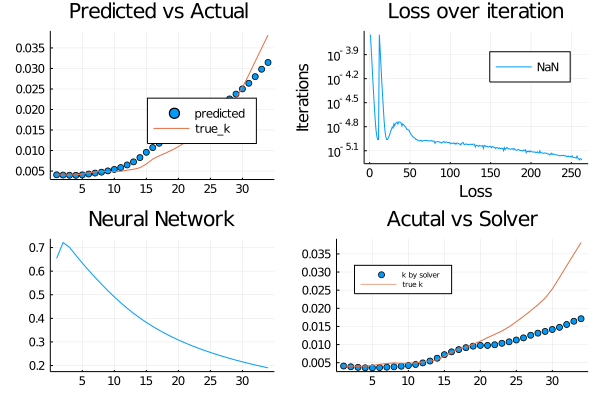 Predicted vs Actual
0.035
0.030
0.025
0.020
0.015
0.010
0.005
predicted
true_k
5 10 15 20 25 30
Loss over iteration
Iterations
10^-3.9
10^-4.2
10^-4.5
10^-4.8
10^-5.1
NaN
0 50 100 150 200 250
Loss
Neural Network
0.7
0.6
0.5
0.4
0.3
0.2
5 10 15 20 25 30
Acutal vs Solver
0.035
0.030
0.025
0.020
0.015
0.010
0.005
k by solver
true k
5 10 15 20 25 30